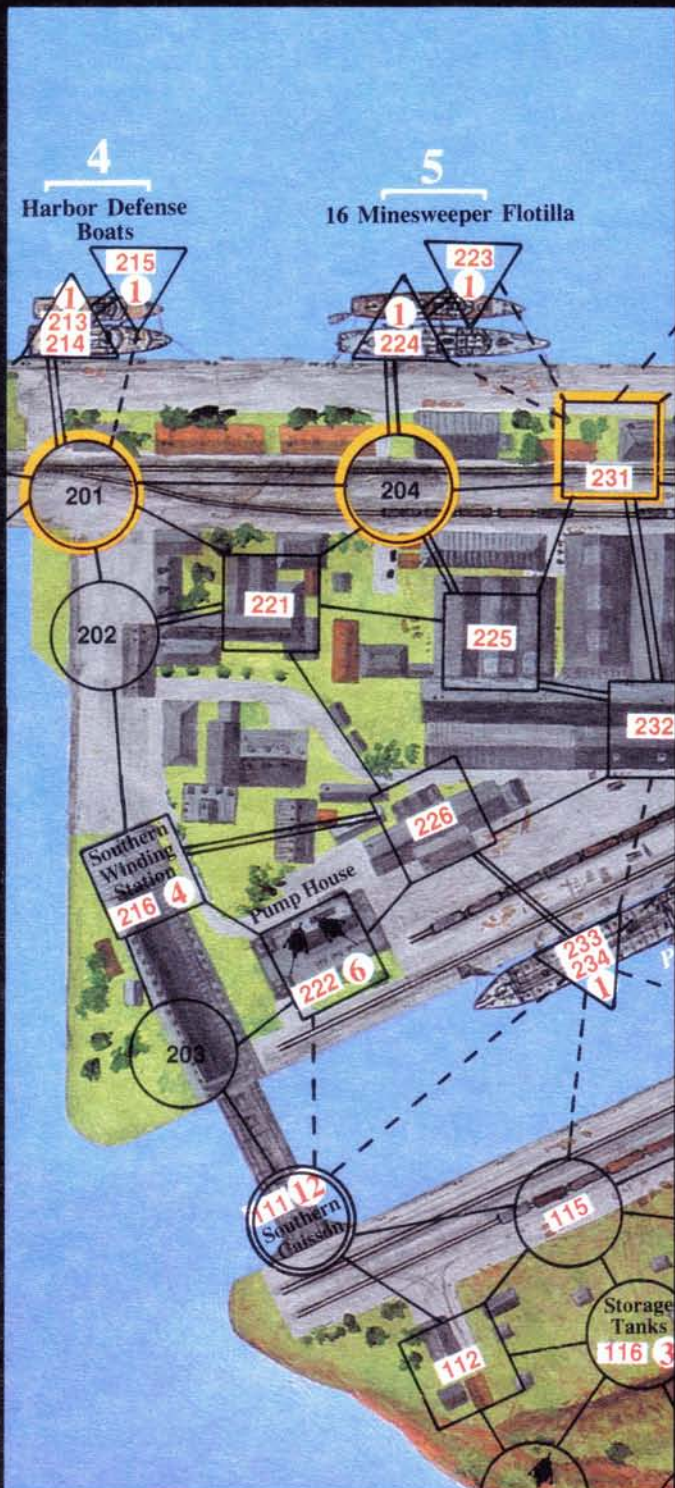 4
Harbor Defense
Boats
215
1
1
213
214
5
16 Minesweeper Flotilla
223
1
1
224
201
204
231
221
202
225
232
226
Southern
Winding
Station
216 4
Pump House
222 6
233
234
1
P
203
111 12
Southern
Caisson
115
Storage
Tanks
116 3
112